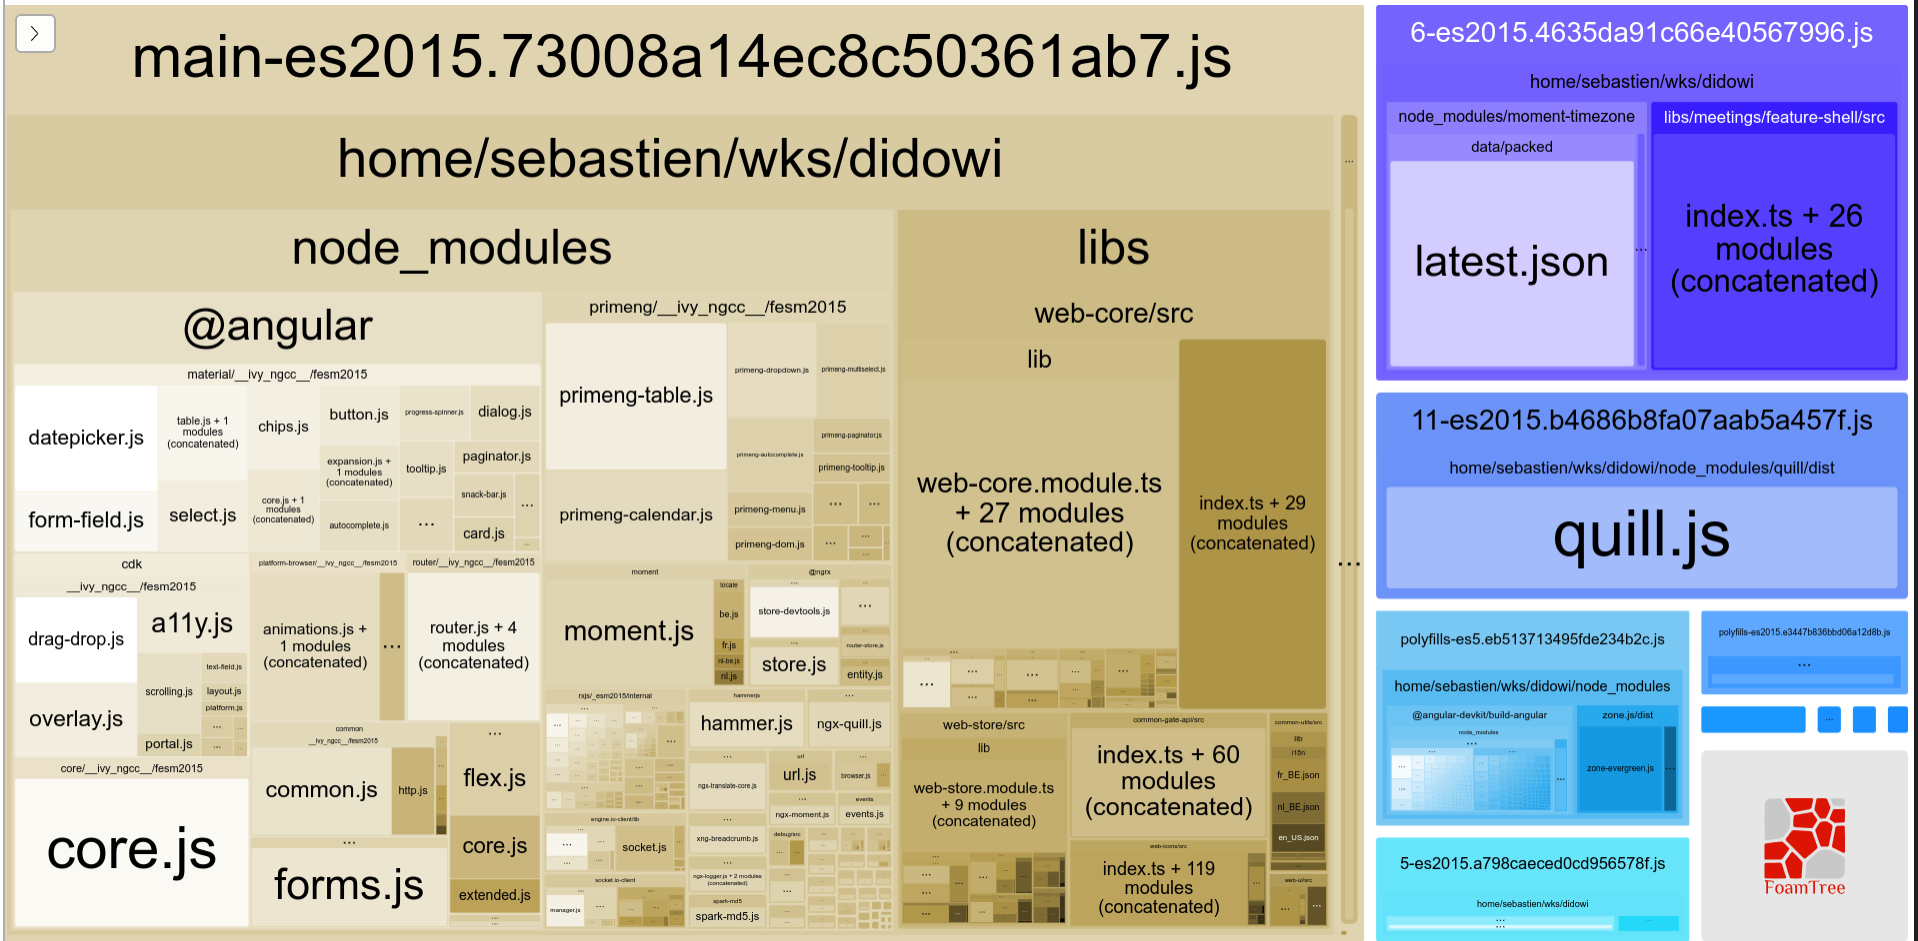 main-es2015.73008a14ec8c50361ab7.js
home/sebastien/wks/didowi
node_modules
@angular
material/__ivy_ngcc__/fesm2015
datepicker.js
table.js + 1
modules
(concatenated)
chips.js
button.js
progress-spinner.js
dialog.js
form-field.js
select.js
core.js + 1
modules
(concatenated)
expansion.js +
1 modules
(concatenated)
tooltip.js
paginator.js
snack-bar.js
...
autocomplete.js
...
card.js
cdk
__ivy_ngcc__/fesm2015
drag-drop.js
a11y.js
text-field.js
scrolling.js
layout.js
platform.js
overlay.js
portal.js
platform-browser/__ivy_ngcc__/fesm2015
animations.js +
1 modules
(concatenated)
...
router/__ivy_ngcc__/fesm2015
router.js + 4
modules
(concatenated)
core/__ivy_ngcc__/fesm2015
core.js
common
__ivy_ngcc__/fesm2015
common.js
http.js
...
forms.js
...
flex.js
core.js
extended.js
primeng/__ivy_ngcc__/fesm2015
primeng-table.js
primeng-dropdown.js
primeng-multiselect.js
primeng-calendar.js
primeng-autocomplete.js
primeng-paginator.js
primeng-tooltip.js
primeng-menu.js
primeng-dom.js
moment
moment.js
locale
be.js
fr.js
nl-be.js
nl.js
@ngrx
store-devtools.js
store.js
router-store.js
entity.js
rxjs/_esm2015/internal
hammerjs
hammer.js
ngx-quill.js
ngx-translate-core.js
url
url.js
browser.js
ngx-moment.js
events
events.js
engine.io-client/lib
socket.js
xng-breadcrumb.js
debug/src
socket.io-client
manager.js
ngx-logger.js + 2 modules
(concatenated)
spark-md5
spark-md5.js
libs
web-core/src
lib
web-core.module.ts
+ 27 modules
(concatenated)
index.ts + 29
modules
(concatenated)
web-store/src
lib
web-store.module.ts
+ 9 modules
(concatenated)
common-gate-api/src
index.ts + 60
modules
(concatenated)
web-icons/src
index.ts + 119
modules
(concatenated)
common-utils/src
lib
i18n
fr_BE.json
nl_BE.json
en_US.json
web-ui/src
...
6-es2015.4635da91c66e40567996.js
home/sebastien/wks/didowi
node_modules/moment-timezone
data/packed
latest.json
libs/meetings/feature-shell/src
index.ts + 26
modules
(concatenated)
11-es2015.b4686b8fa07aab5a457f.js
home/sebastien/wks/didowi/node_modules/quill/dist
quill.js
polyfills-es5.eb513713495fde234b2c.js
home/sebastien/wks/didowi/node_modules
@angular-devkit/build-angular
node_modules
zone.js/dist
zone-evergreen.js
polyfills-es2015.e3447b836bbd06a12d8b.js
...
5-es2015.a798caeced0cd956578f.js
home/sebastien/wks/didowi
FoamTree